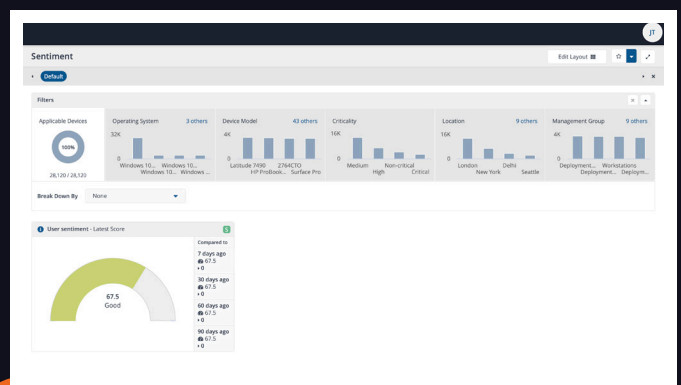 JT
Sentiment
Edit Layout
Default
Filters
Applicable Devices
100%
28,120 / 28,120
Operating System 3 others
32K
0
Windows 10... Windows 10...
Windows 10... Windows ...
Device Model 43 others
4K
0
Latitude 7490 2764CTO
HP ProBook... Surface Pro
Criticality
16K
0
Medium Non-critical
High Critical
Location 9 others
16K
0
London Delhi
New York Seattle
Management Group 9 others
4K
0
Deployment... Workstations
Deployment... Deploym...
Break Down By None
User sentiment - Latest Score
S
67.5
Good
Compared to
7 days ago
67.5
0
30 days ago
67.5
0
60 days ago
67.5
0
90 days ago
67.5
0